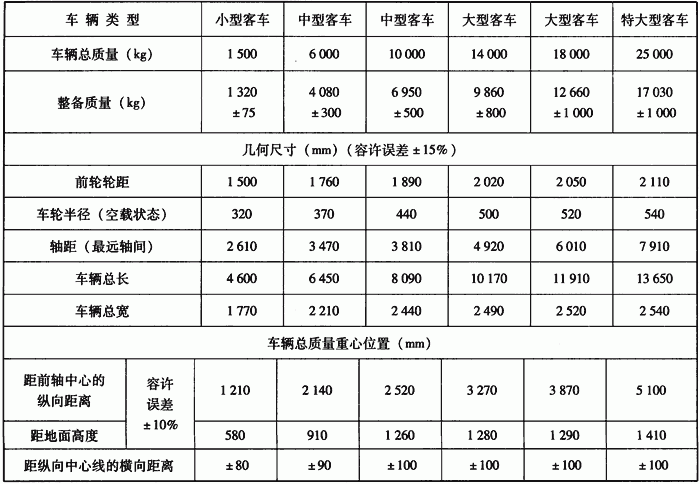 车辆类型 小型客车 中型客车 中型客车 大型客车 大型客车 特大型客车
车辆总质量（kg） 1 500 6 000 10 000 14 000 18 000 25 000
整备质量（kg） 1 320 4 080 6 950 9 860 12 660 17 030
±75 ±300 ±500 ±800 ±1 000 ±1 000
几何尺寸（mm）（容许误差±15%）
前轮轮距 1 500 1 760 1 890 2 020 2 050 2 110
车轮半径（空载状态） 320 370 440 500 520 540
轴距（最远轴间） 2 610 3 470 3 810 4 920 6 010 7 910
车辆总长 4 600 6 450 8 090 10 170 11 910 13 650
车辆总宽 1 770 2 210 2 440 2 490 2 520 2 540
车辆总质量重心位置（mm）
距前轴中心的
纵向距离
容许
误差
±10%
1 210 2 140 2 520 3 270 3 870 5 100
距地面高度 580 910 1 260 1 280 1 290 1 410
距纵向中心线的横向距离 ±80 ±90 ±100 ±100 ±100 ±100